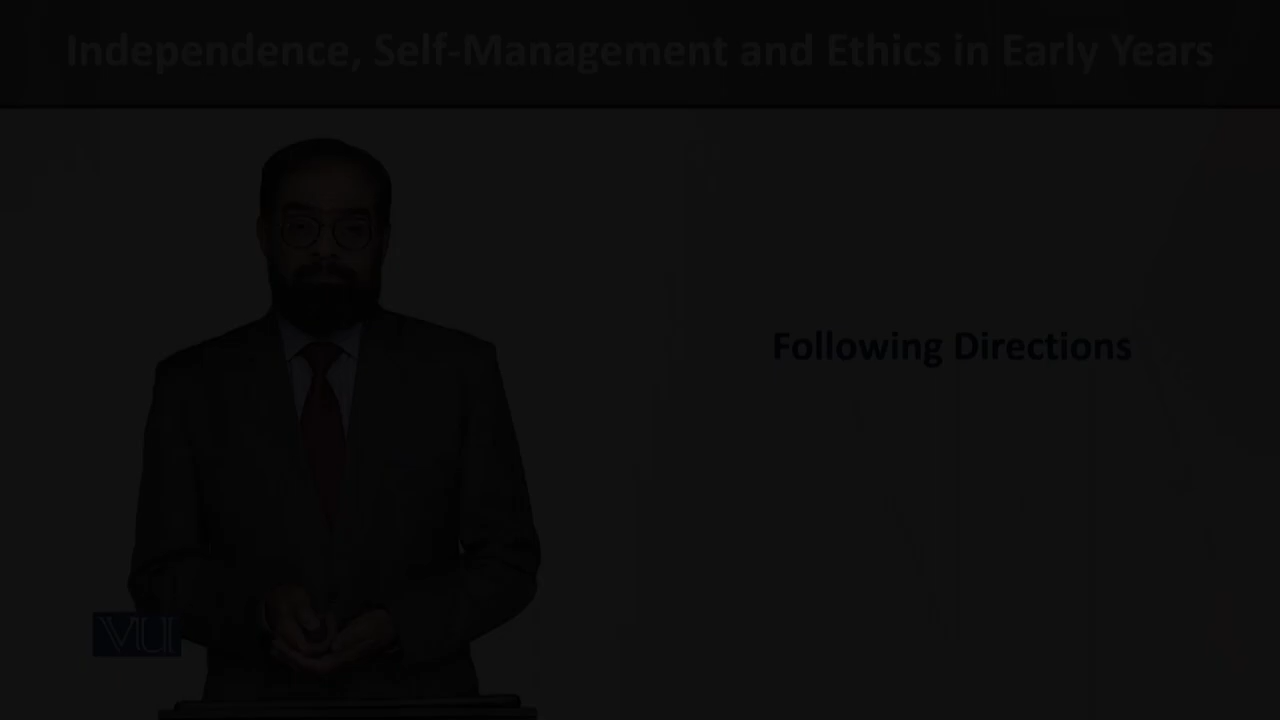 Independence, Self-Management and Ethics in Early Years
Following Directions
VU